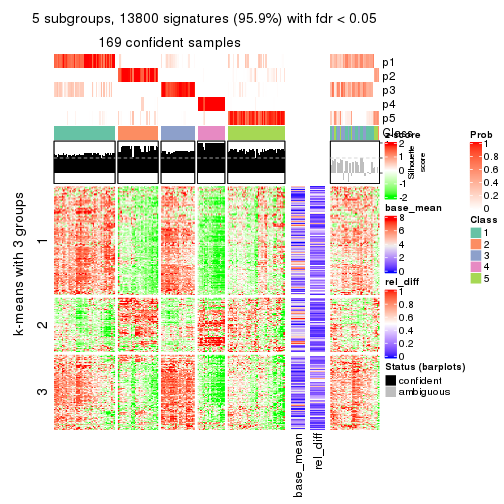 5 subgroups, 13800 signatures (95.9%) with fdr < 0.05
169 confident samples
p1
p2
p3
p4
p5
Class
Silhouette
score
k-means with 3 groups
1
2
3
base_mean
rel_diff
z-score
2
1
0
-1
-2
base_mean
8
6
4
2
0
rel_diff
1
0.8
0.6
0.4
0.2
0
Status (barplots)
confident
ambiguous
Prob
1
0.8
0.6
0.4
0.2
0
Class
1
2
3
4
5